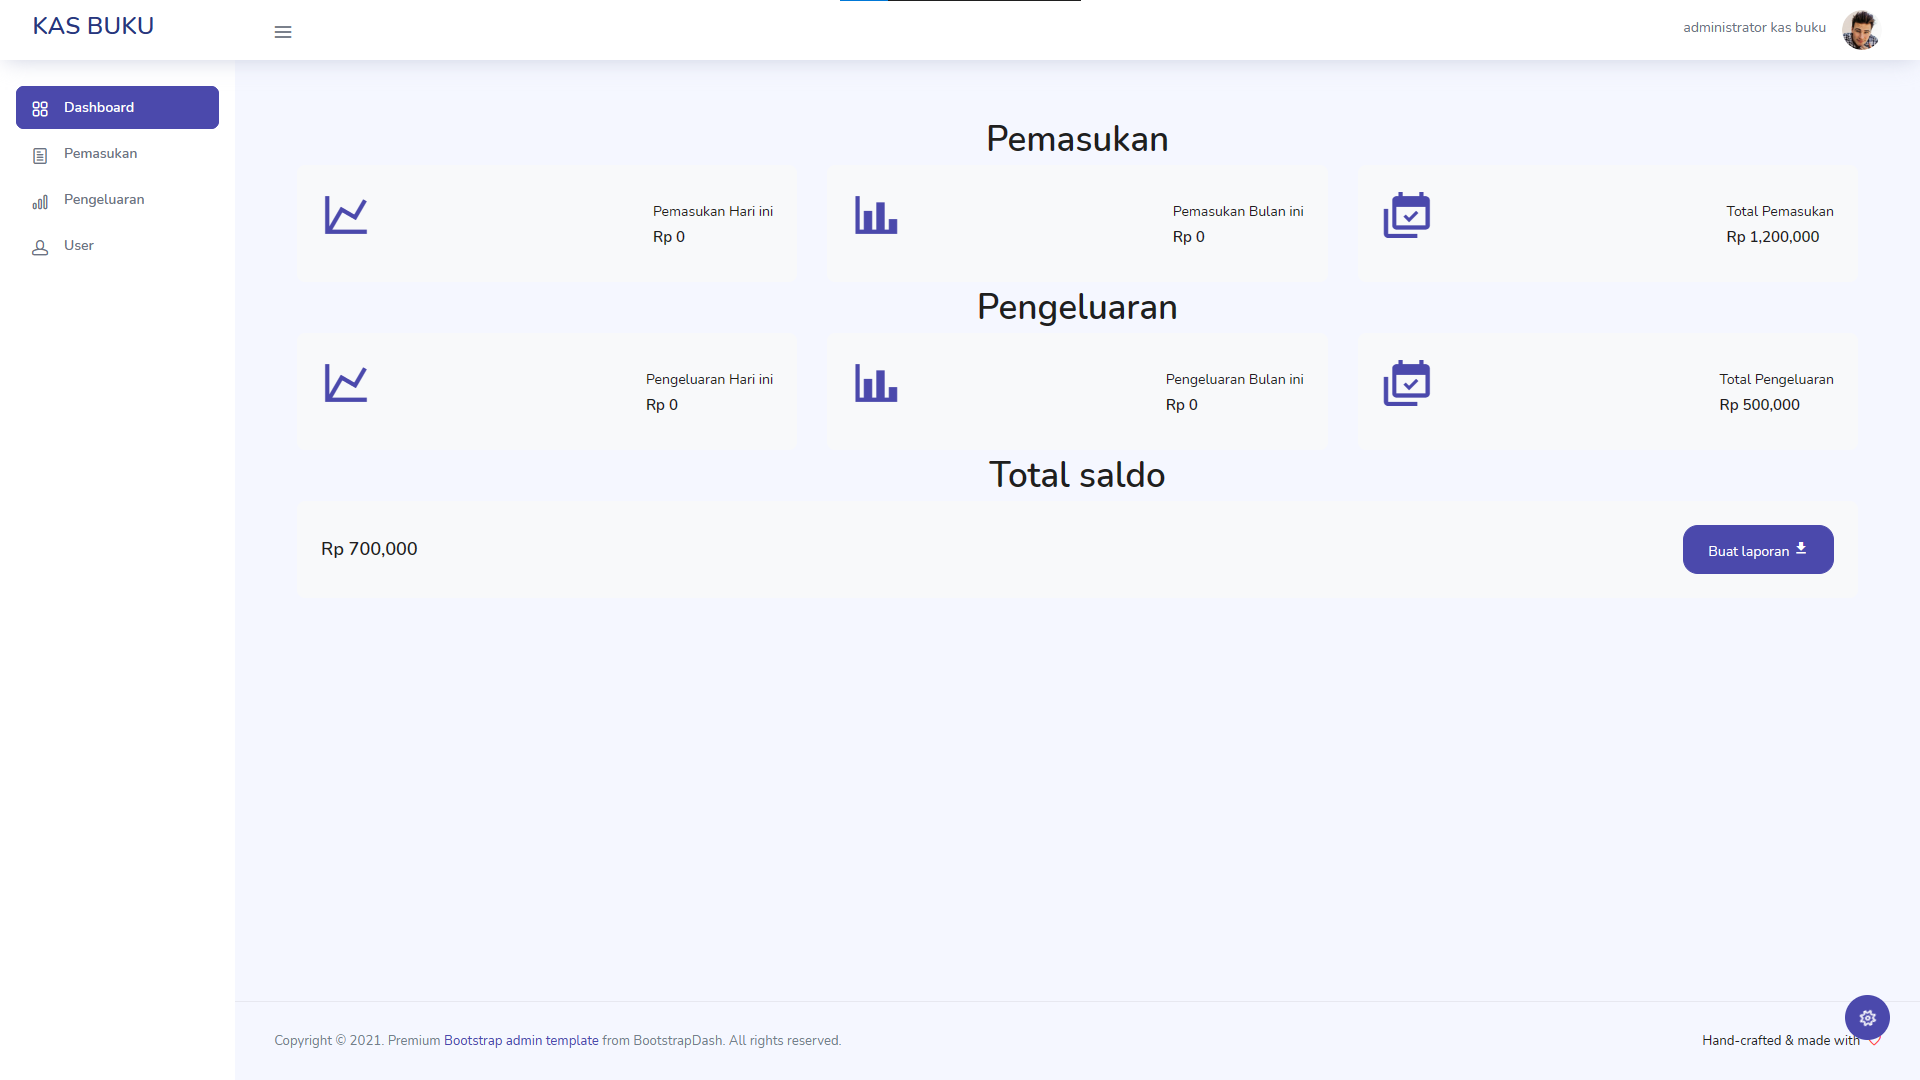 KAS BUKU
administrator kas buku
Dashboard
Pemasukan
Pengeluaran
User
Pemasukan
Pemasukan Hari ini
Rp 0
Pemasukan Bulan ini
Rp 0
Total Pemasukan
Rp 1,200,000
Pengeluaran
Pengeluaran Hari ini
Rp 0
Pengeluaran Bulan ini
Rp 0
Total Pengeluaran
Rp 500,000
Total saldo
Rp 700,000
Buat laporan
Copyright © 2021. Premium Bootstrap admin template from BootstrapDash. All rights reserved.
Hand-crafted & made with